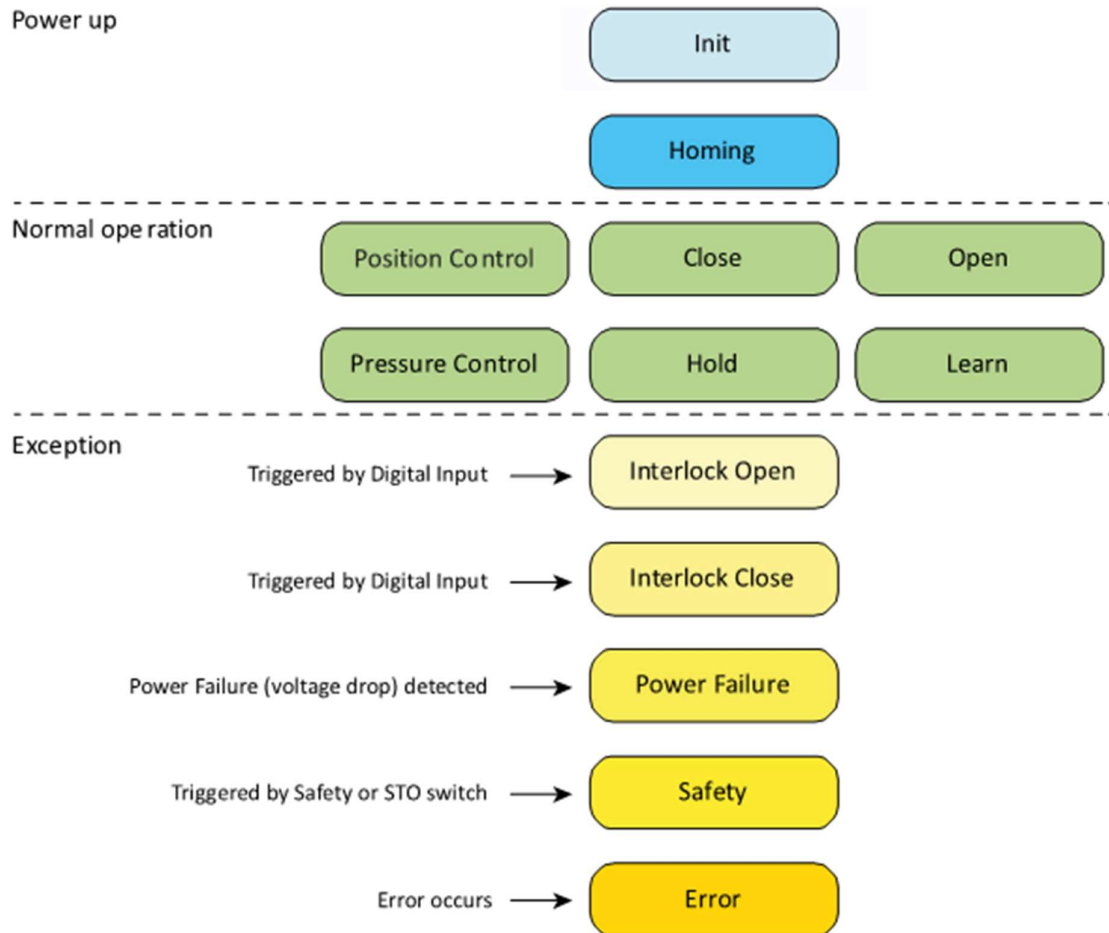 Power up
Init
Homing
Normal operation
Position Control
Close
Open
Pressure Control
Hold
Learn
Exception
Triggered by Digital Input
Interlock Open
Triggered by Digital Input
Interlock Close
Power Failure (voltage drop) detected
Power Failure
Triggered by Safety or STO switch
Safety
Error occurs
Error